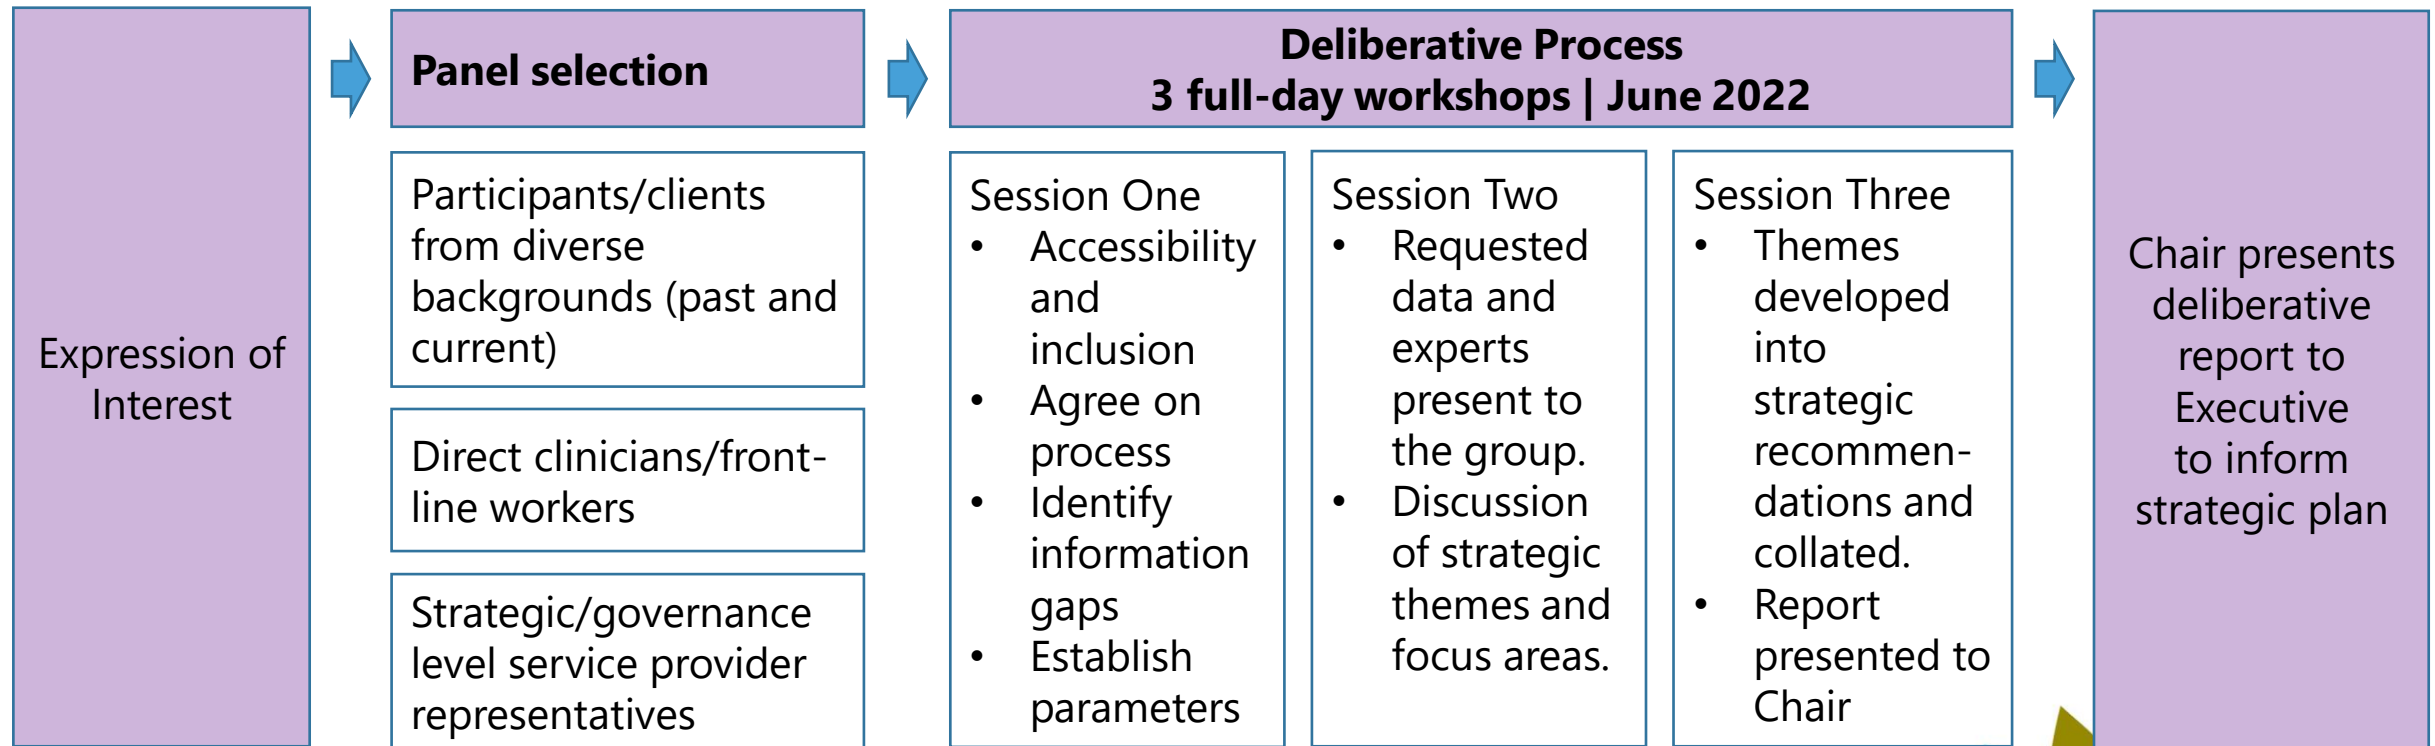 Expression of
Interest
Panel selection
Participants/clients
from diverse
backgrounds (past and
current)
Direct clinicians/front-
line workers
Strategic/governance
level service provider
representatives
Deliberative Process
3 full-day workshops | June 2022
Session One
• Accessibility
and
inclusion
• Agree on
process
• Identify
information
gaps
• Establish
parameters
Session Two
• Requested
data and
experts
present to
the group.
• Discussion
of strategic
themes and
focus areas.
Session Three
• Themes
developed
into
strategic
recommen-
dations and
collated.
• Report
presented to
Chair
Chair presents
deliberative
report to
Executive
to inform
strategic plan